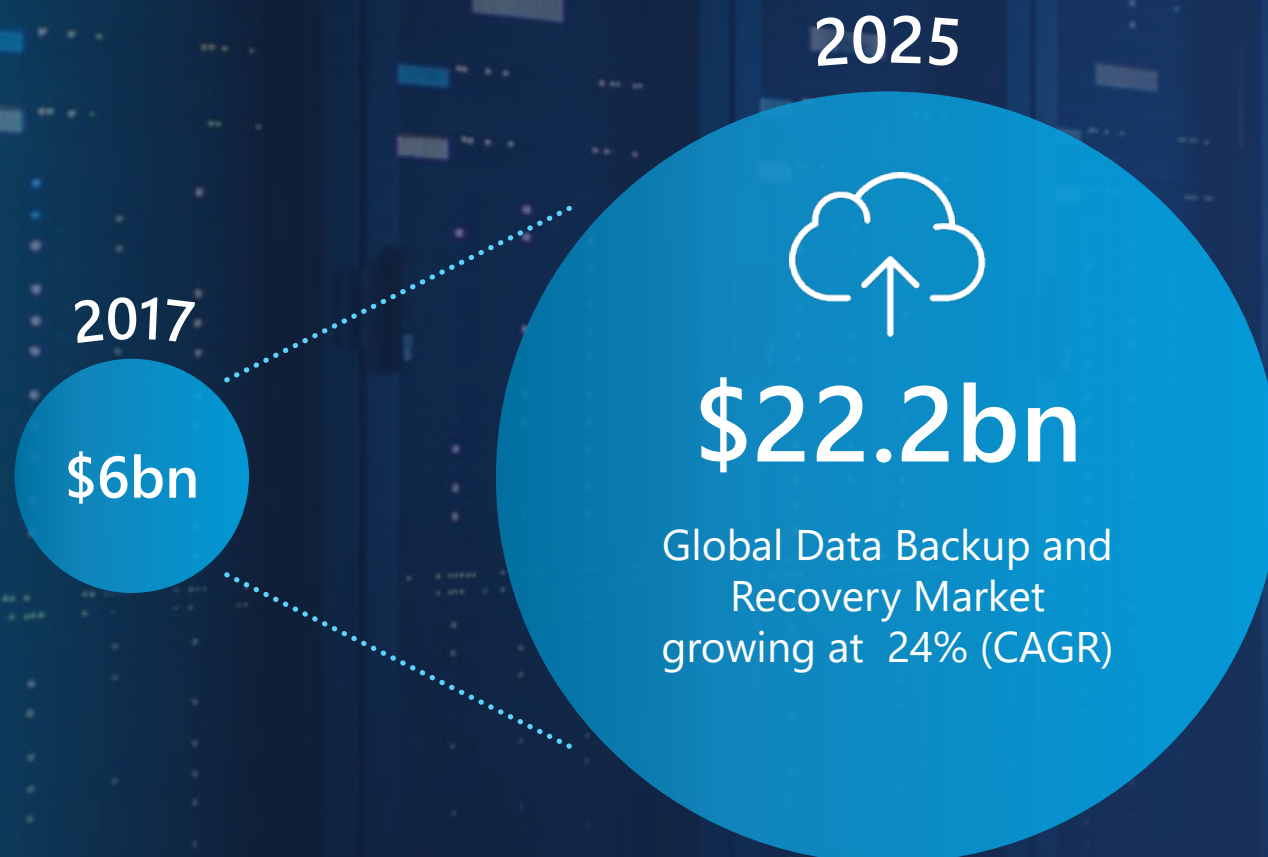 2025
2017
$6bn
$22.2bn
Global Data Backup and
Recovery Market
growing at  24% (CAGR)